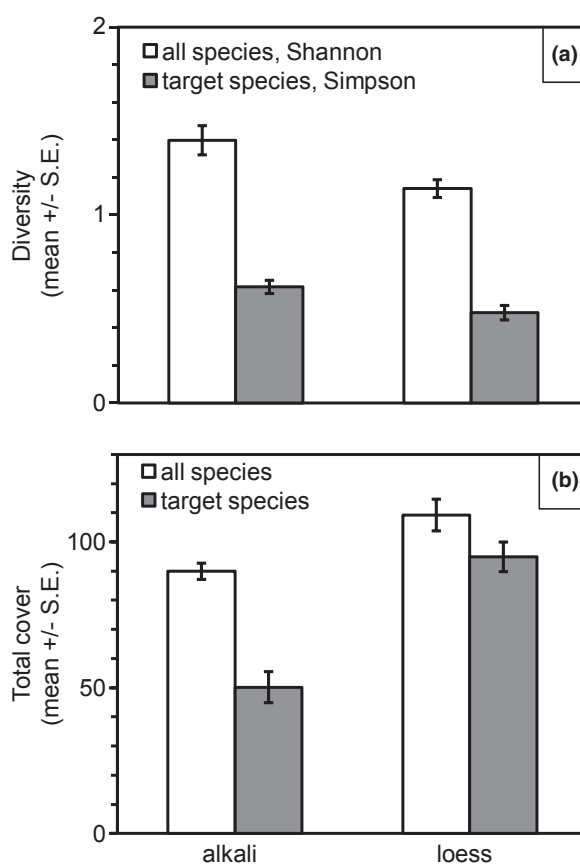 2
(a)
all species, Shannon
target species, Simpson
Diversity
(mean +/- S.E.)
1
0
(b)
all species
target species
100
Total cover
(mean +/- S.E.)
50
0
alkali loess